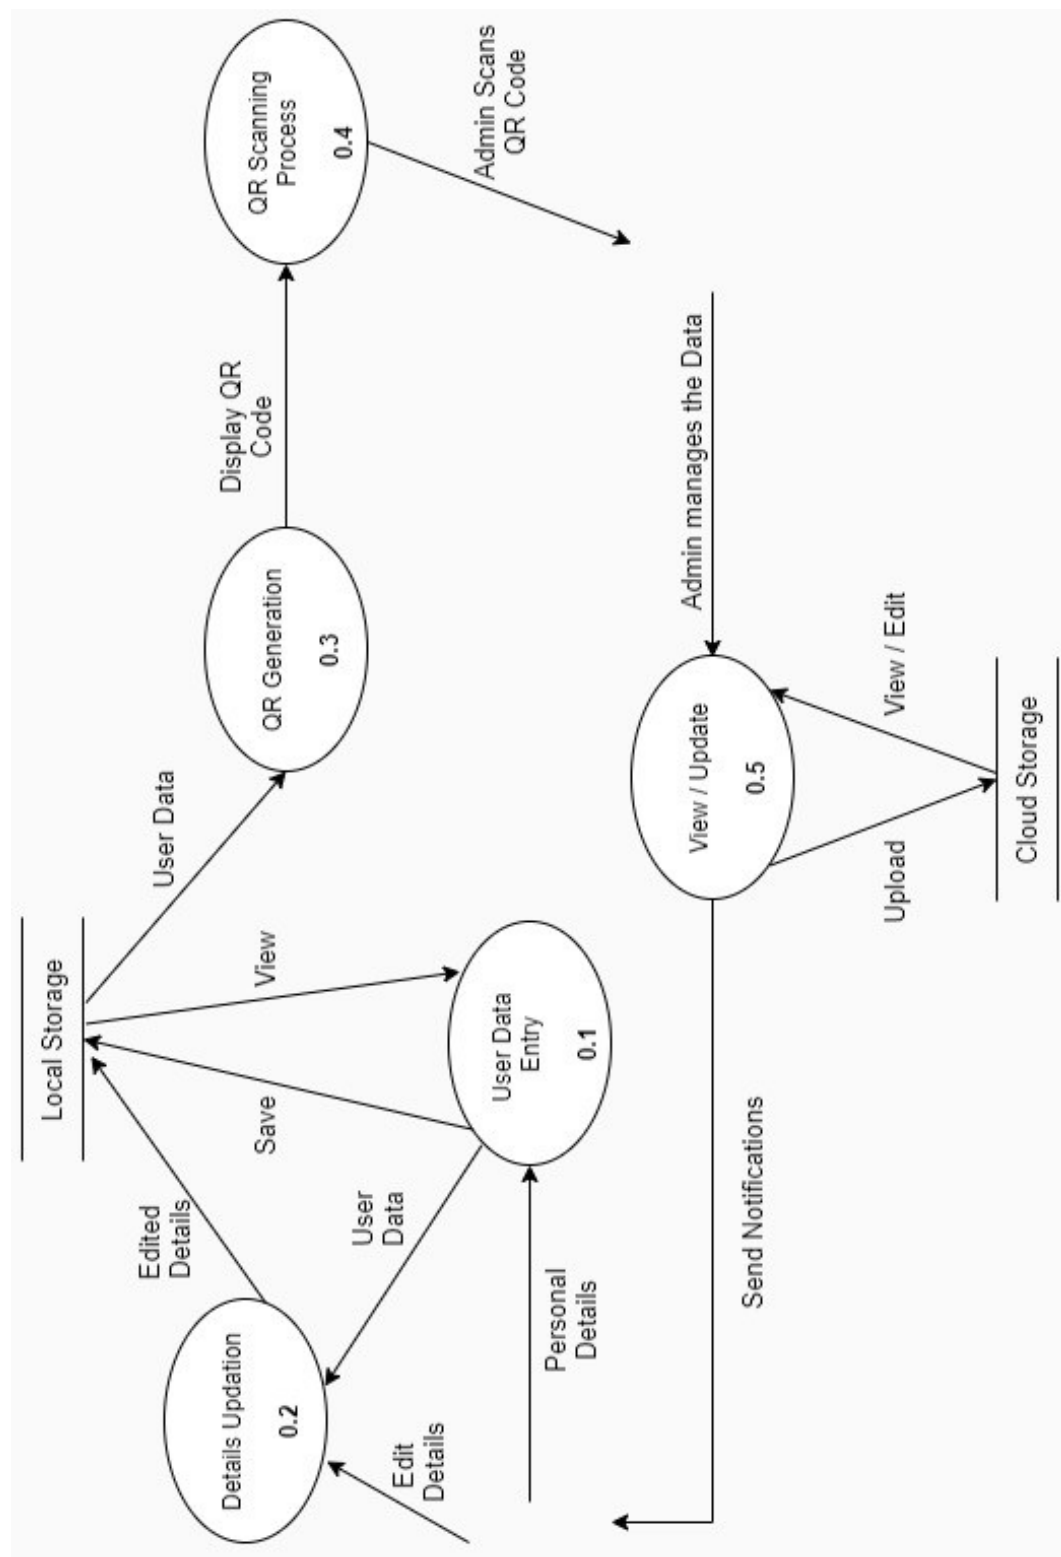 Local Storage
Edited
Details
Save
View
User Data
Details Updation
0.2
User
Data
QR Generation
0.3
Display QR
Code
QR Scanning
Process
0.4
Edit
Details
Personal
Details
User Data
Entry
0.1
Admin Scans
QR Code
Send Notifications
View / Update
0.5
Admin manages the Data
Upload
View / Edit
Cloud Storage